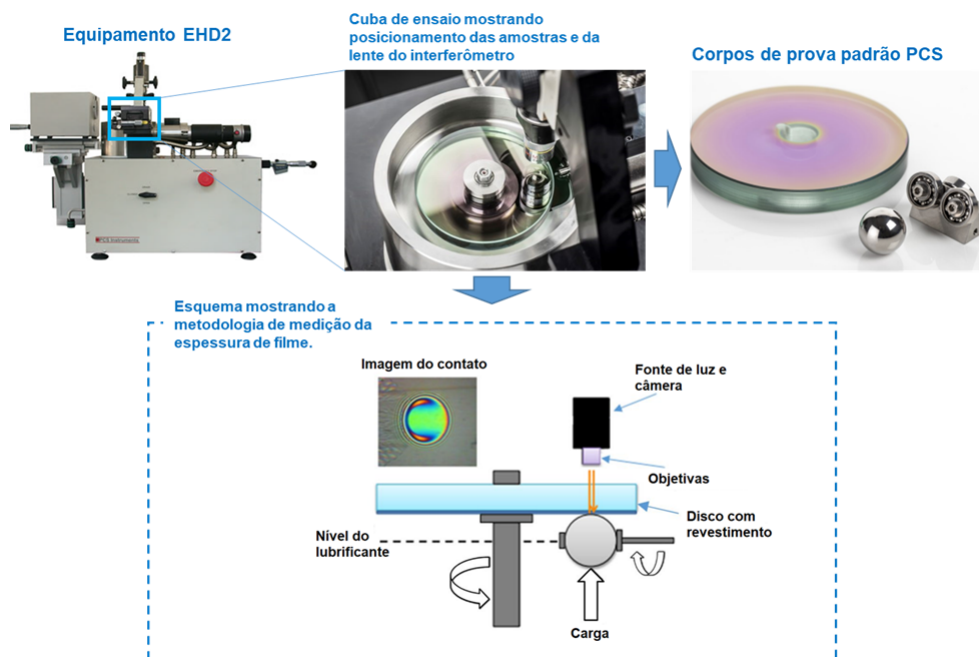 Equipamento EHD2
Cuba de ensaio mostrando
posicionamento das amostras e da
lente do interferômetro
Corpos de prova padrão PCS
PCS Instruments
Esquema mostrando a
metodologia de medição da
espessura de filme.
Imagem do contato
Fonte de luz e
câmera
Objetivas
Disco com
revestimento
Nível do
lubrificante
Carga